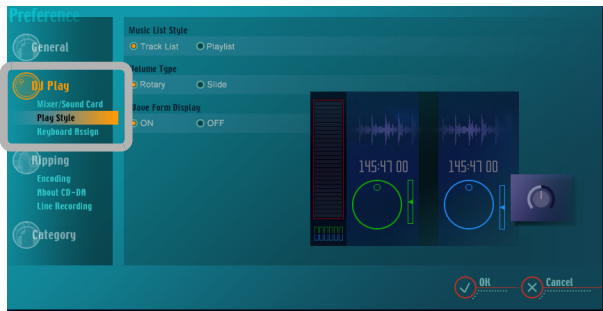 Preference
General
DJ Play
Mixer/Sound Card
Play Style
Keyboard Assign
Ripping
Encoding
About CD-DA
Line Recording
Category
Music List Style
Track List Playlist
Volume Type
Rotary Slide
Wave Form Display
ON OFF
145:47 00 145:47 00
OK Cancel